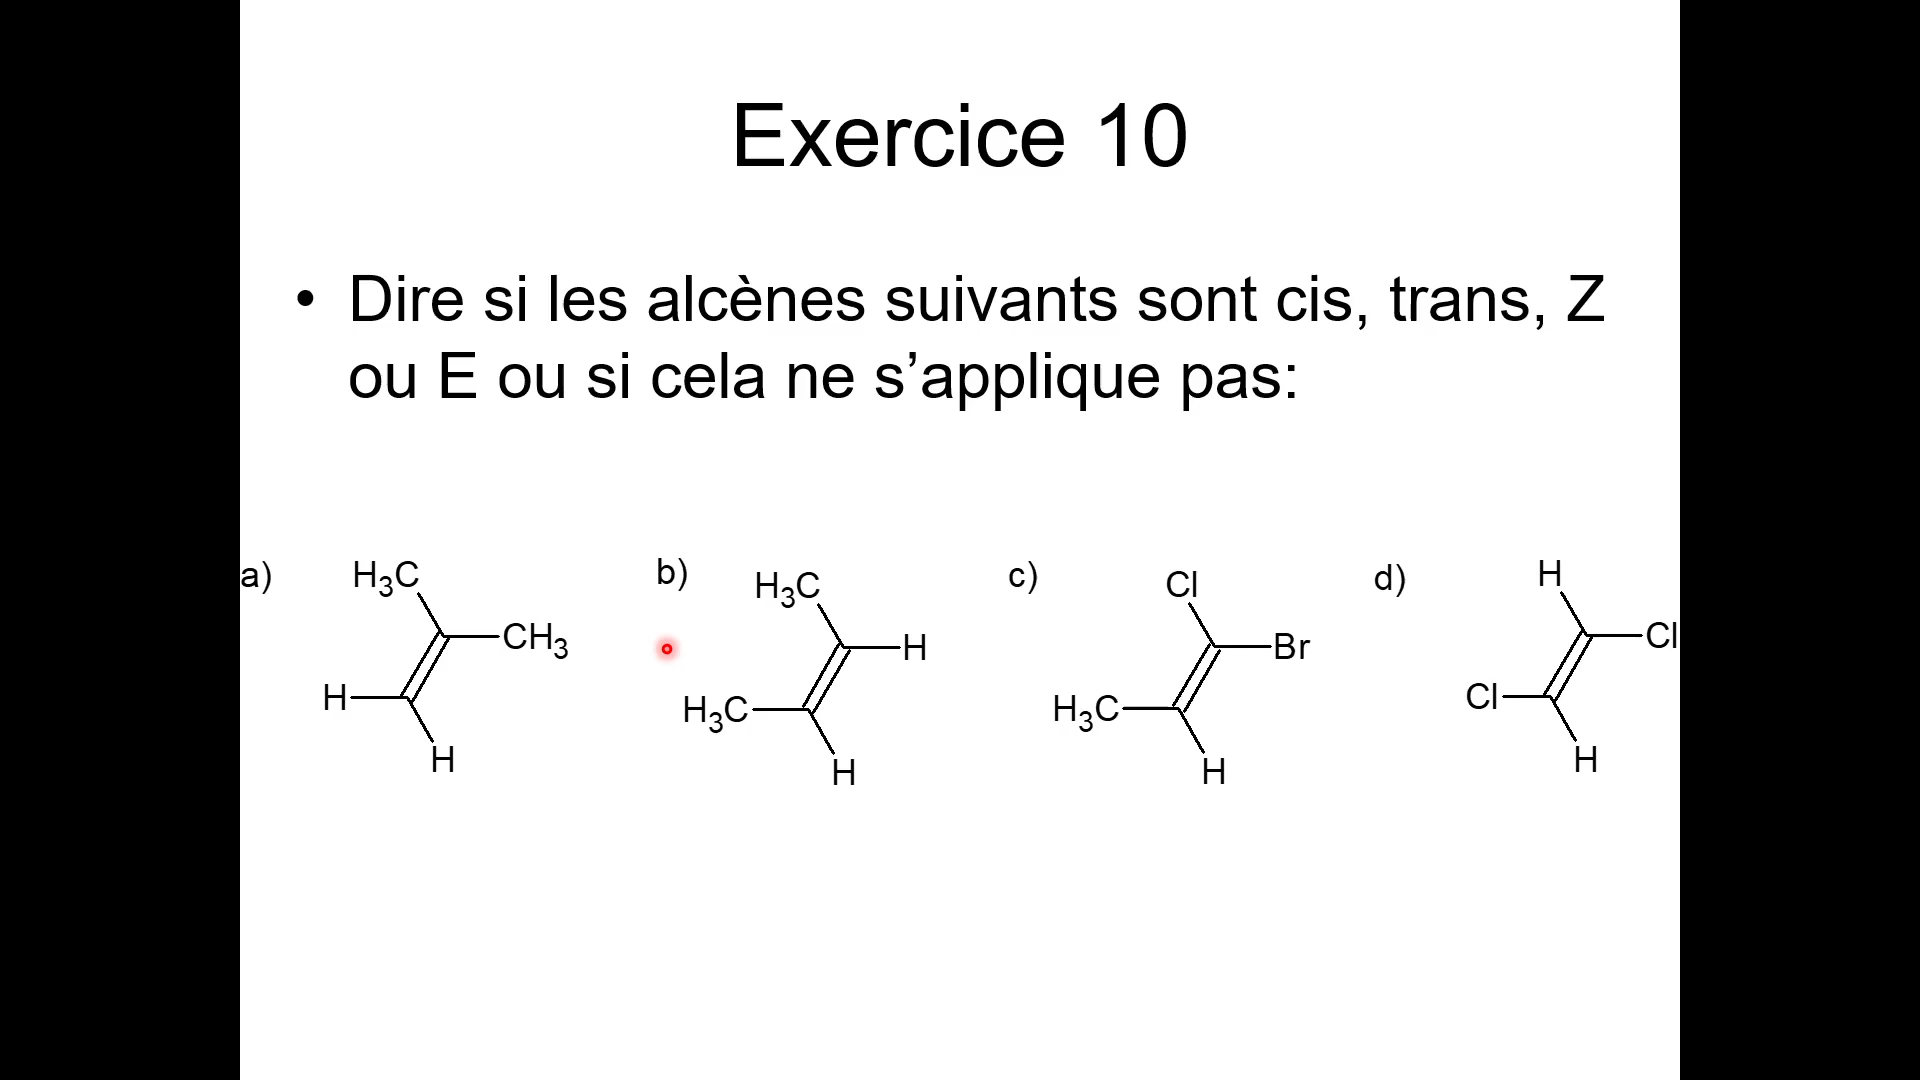 Exercice 10
• Dire si les alcènes suivants sont cis, trans, Z
ou E ou si cela ne s’applique pas:
a)
H₃C
CH₃
H
H
b)
H₃C
H
H₃C
H
c)
Cl
Br
H₃C
H
d)
H
Cl
Cl
H